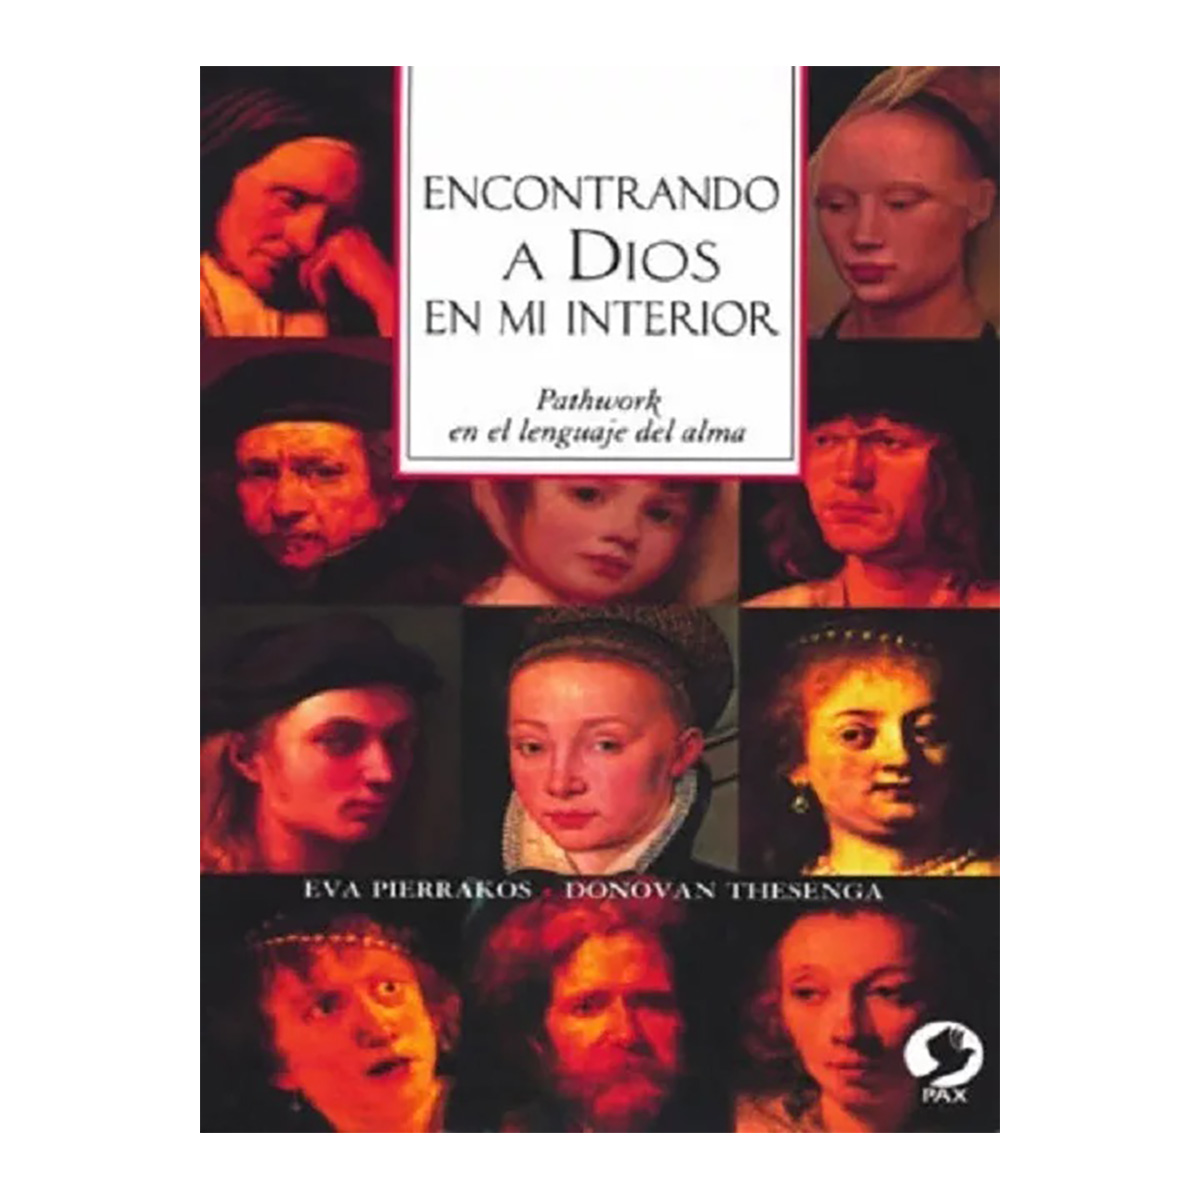 ENCONTRANDO
A DIOS
EN MI INTERIOR
Pathwork
en el lenguaje del alma
EVA PIERRAKOS · DONOVAN THESENGA
PAX